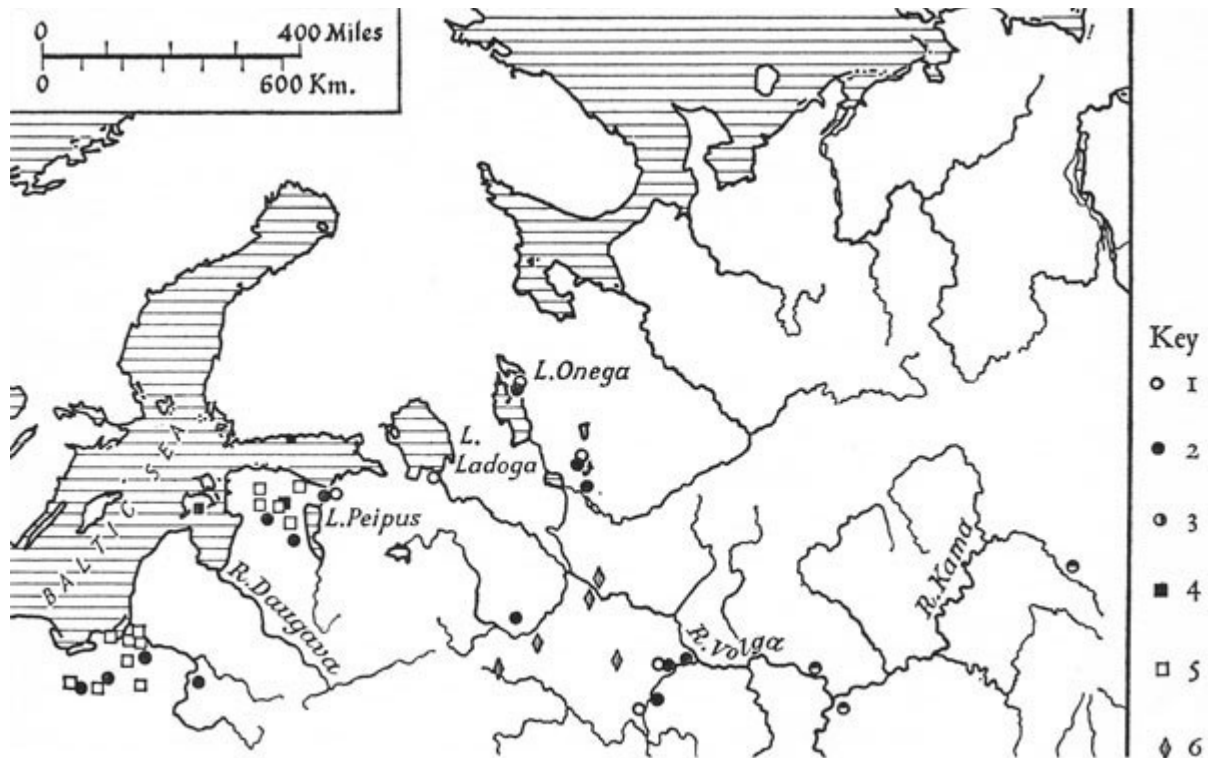 0 400 Miles
0 600 Km.
L. Onega
L.
Ladoga
L. Peipus
BALTIC SEA
R. Daugava
R. Volga
R. Kama
Key
1
2
3
4
5
6